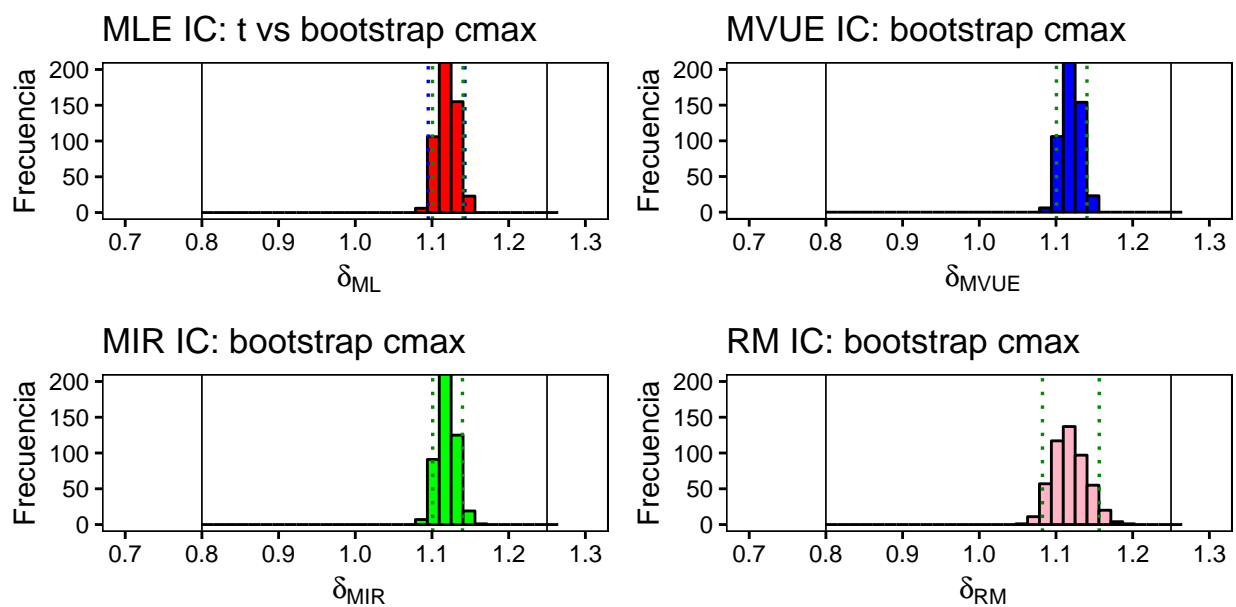 MLE IC: t vs bootstrap cmax
Frecuencia
200
150
100
50
0
0.7 0.8 0.9 1.0 1.1 1.2 1.3
δML
MVUE IC: bootstrap cmax
Frecuencia
200
150
100
50
0
0.7 0.8 0.9 1.0 1.1 1.2 1.3
δMVUE
MIR IC: bootstrap cmax
Frecuencia
200
150
100
50
0
0.7 0.8 0.9 1.0 1.1 1.2 1.3
δMIR
RM IC: bootstrap cmax
Frecuencia
200
150
100
50
0
0.7 0.8 0.9 1.0 1.1 1.2 1.3
δRM